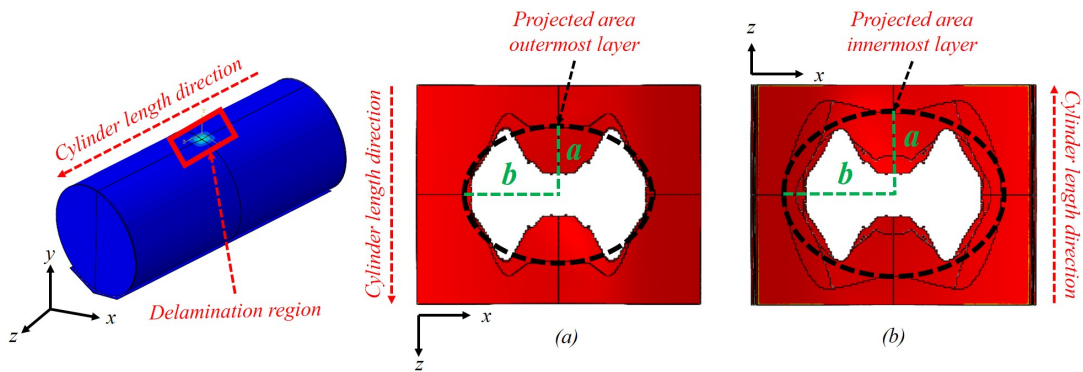 Cylinder length direction
y
x
z
Delamination region
Projected area
outermost layer
Cylinder length direction
a
b
x
z
(a)
Projected area
innermost layer
z
x
a
b
Cylinder length direction
(b)